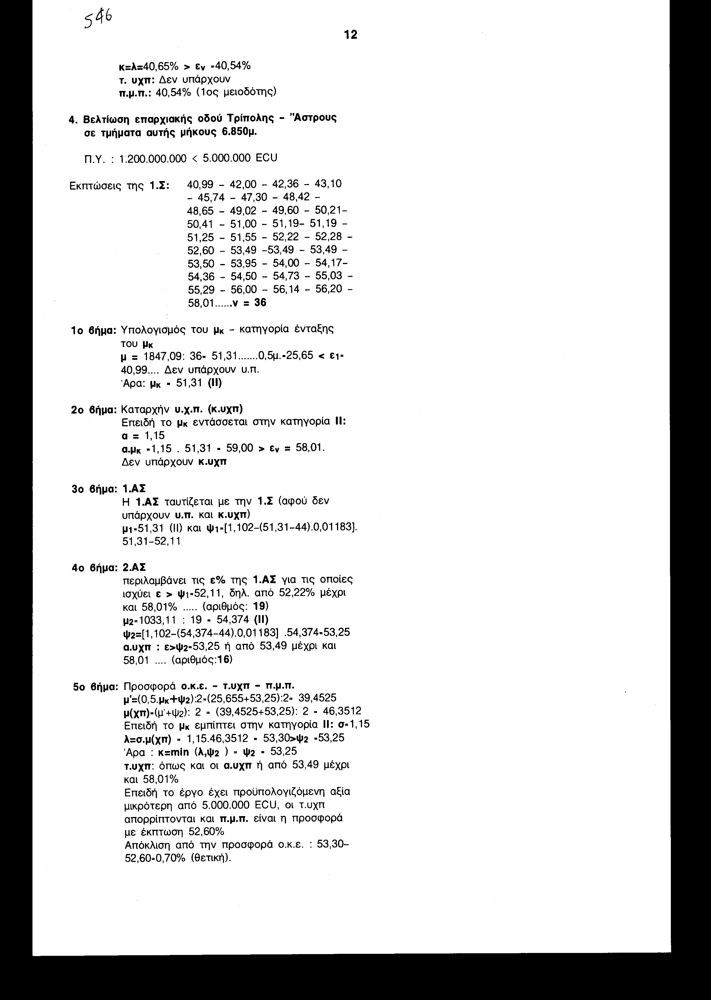 546
12
κ=λ=40,65% > εν =40,54%
τ. υχπ: Δεν υπάρχουν
π.μ.π.: 40,54% (1ος μειοδότης)
4. Βελτίωση επαρχιακής οδού Τρίπολης - "Αστρους
σε τμήματα αυτής μήκους 6.850μ.
Π.Υ. : 1.200.000.000 < 5.000.000 ECU
Εκπτώσεις της 1.Σ: 40,99 - 42,00 - 42,36 - 43,10
- 45,74 - 47,30 - 48,42 -
48,65 - 49,02 - 49,60 - 50,21-
50,41 - 51,00 - 51,19- 51,19 -
51,25 - 51,55 - 52,22 - 52,28 -
52,60 - 53,49 -53,49 - 53,49 -
53,50 - 53,95 - 54,00 - 54,17-
54,36 - 54,50 - 54,73 - 55,03 -
55,29 - 56,00 - 56,14 - 56,20 -
58,01......ν = 36
1ο βήμα: Υπολογισμός του μκ - κατηγορία ένταξης
του μκ
μ = 1847,09: 36= 51,31.......0,5μ.=25,65 < ε1=
40,99.... Δεν υπάρχουν υ.π.
Άρα: μκ = 51,31 (ΙΙ)
2ο βήμα: Καταρχήν υ.χ.π. (κ.υχπ)
Επειδή το μκ εντάσσεται στην κατηγορία ΙΙ:
α = 1,15
α.μκ =1,15 . 51,31 = 59,00 > εν = 58,01.
Δεν υπάρχουν κ.υχπ
3ο βήμα: 1.ΑΣ
Η 1.ΑΣ ταυτίζεται με την 1.Σ (αφού δεν
υπάρχουν υ.π. και κ.υχπ)
μ1=51,31 (ΙΙ) και ψ1=[1,102-(51,31-44).0,01183].
51,31-52,11
4ο βήμα: 2.ΑΣ
περιλαμβάνει τις ε% της 1.ΑΣ για τις οποίες
ισχύει ε > ψ1=52,11, δηλ. από 52,22% μέχρι
και 58,01% ..... (αριθμός: 19)
μ2=1033,11 : 19 = 54,374 (ΙΙ)
ψ2=[1,102-(54,374-44).0,01183] .54,374=53,25
α.υχπ : ε>ψ2=53,25 ή από 53,49 μέχρι και
58,01 .... (αριθμός:16)
5ο βήμα: Προσφορά ο.κ.ε. - τ.υχπ - π.μ.π.
μ'=(0,5.μκ+ψ2):2=(25,655+53,25):2= 39,4525
μ(χπ)=(μ'+ψ2): 2 = (39,4525+53,25): 2 = 46,3512
Επειδή το μκ εμπίπτει στην κατηγορία ΙΙ: σ=1,15
λ=σ.μ(χπ) = 1,15.46,3512 = 53,30>ψ2 =53,25
Άρα : κ=min (λ,ψ2 ) = ψ2 = 53,25
τ.υχπ: όπως και οι α.υχπ ή από 53,49 μέχρι
και 58,01%
Επειδή το έργο έχει προϋπολογιζόμενη αξία
μικρότερη από 5.000.000 ECU, οι τ.υχπ
απορρίπτονται και π.μ.π. είναι η προσφορά
με έκπτωση 52,60%
Απόκλιση από την προσφορά ο.κ.ε. : 53,30-
52,60=0,70% (θετική).